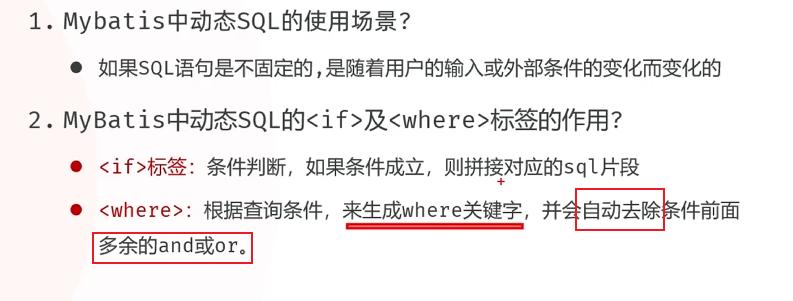 1. Mybatis中动态SQL的使用场景？
● 如果SQL语句是不固定的,是随着用户的输入或外部条件的变化而变化的
2. MyBatis中动态SQL的<if>及<where>标签的作用？
● <if>标签：条件判断，如果条件成立，则拼接对应的sql片段
● <where>：根据查询条件，来生成where关键字，并会自动去除条件前面
多余的and或or。